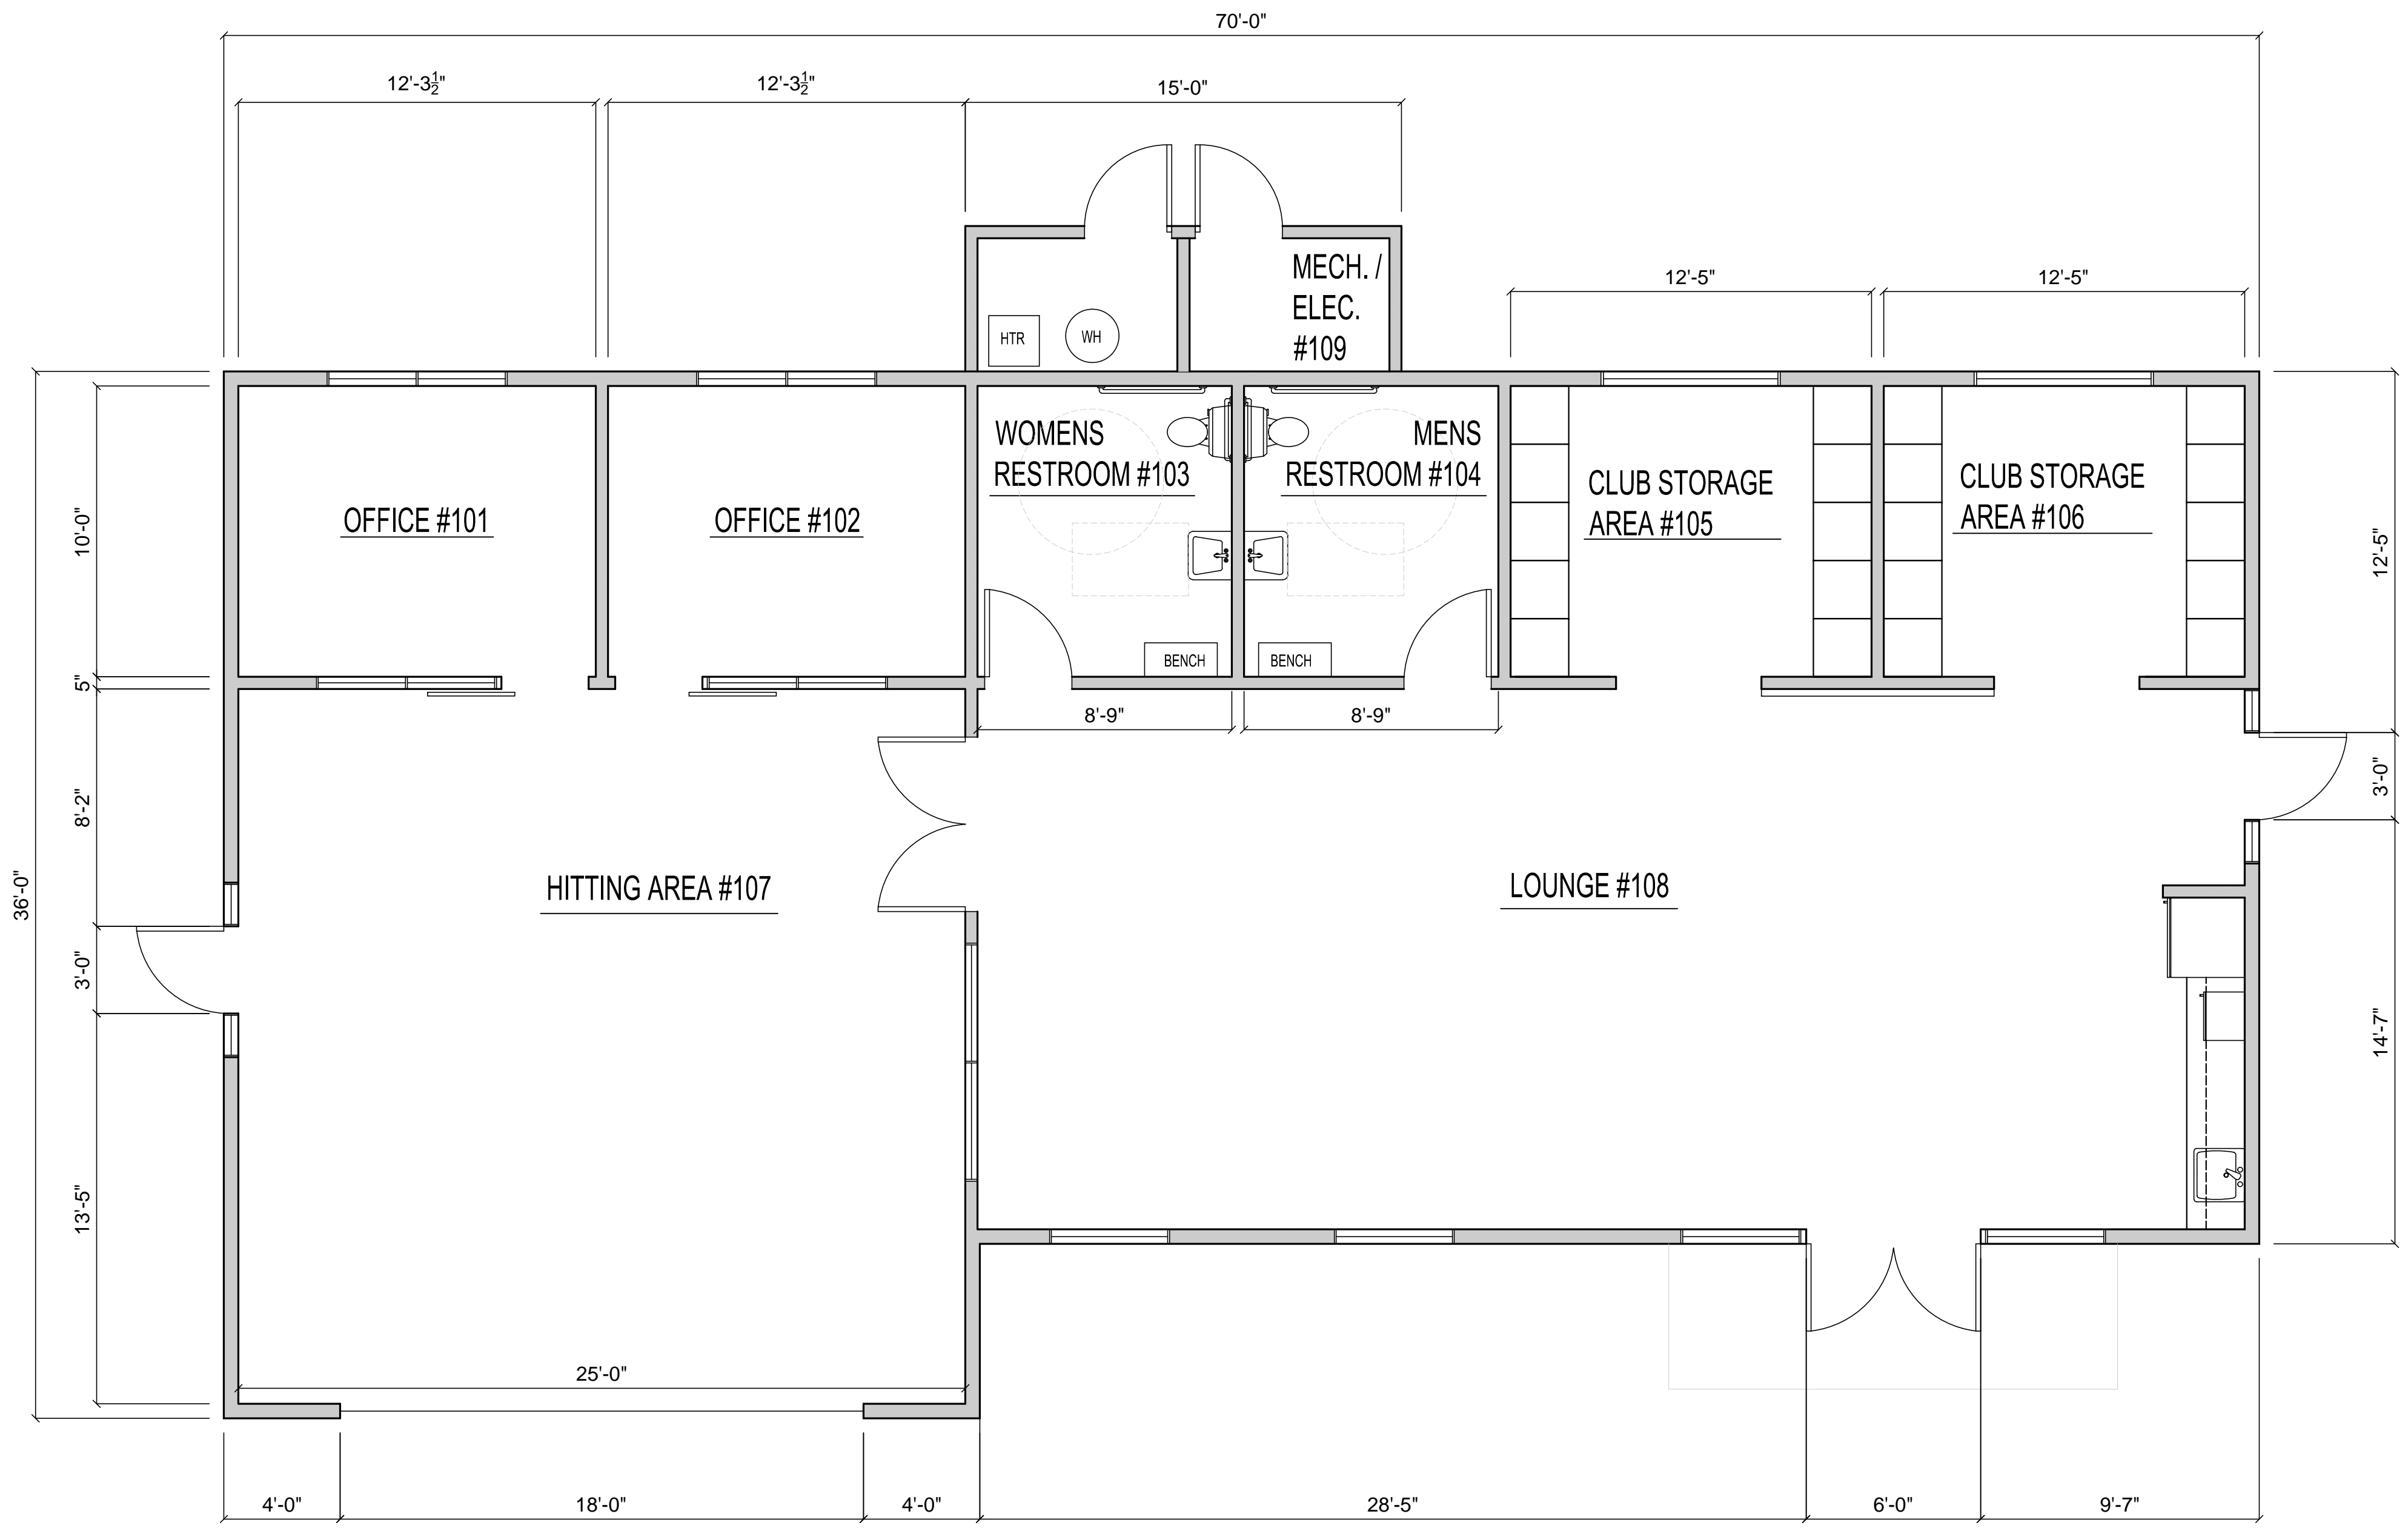 70'-0"
12'-3½"
12'-3½"
15'-0"
MECH. /
ELEC.
#109
HTR
WH
12'-5"
12'-5"
WOMENS
RESTROOM #103
MENS
RESTROOM #104
CLUB STORAGE
AREA #105
CLUB STORAGE
AREA #106
OFFICE #101
OFFICE #102
10'-0"
12'-5"
BENCH
BENCH
5"
8'-9"
8'-9"
3'-0"
8'-2"
36'-0"
HITTING AREA #107
LOUNGE #108
3'-0"
14'-7"
13'-5"
25'-0"
4'-0"
18'-0"
4'-0"
28'-5"
6'-0"
9'-7"